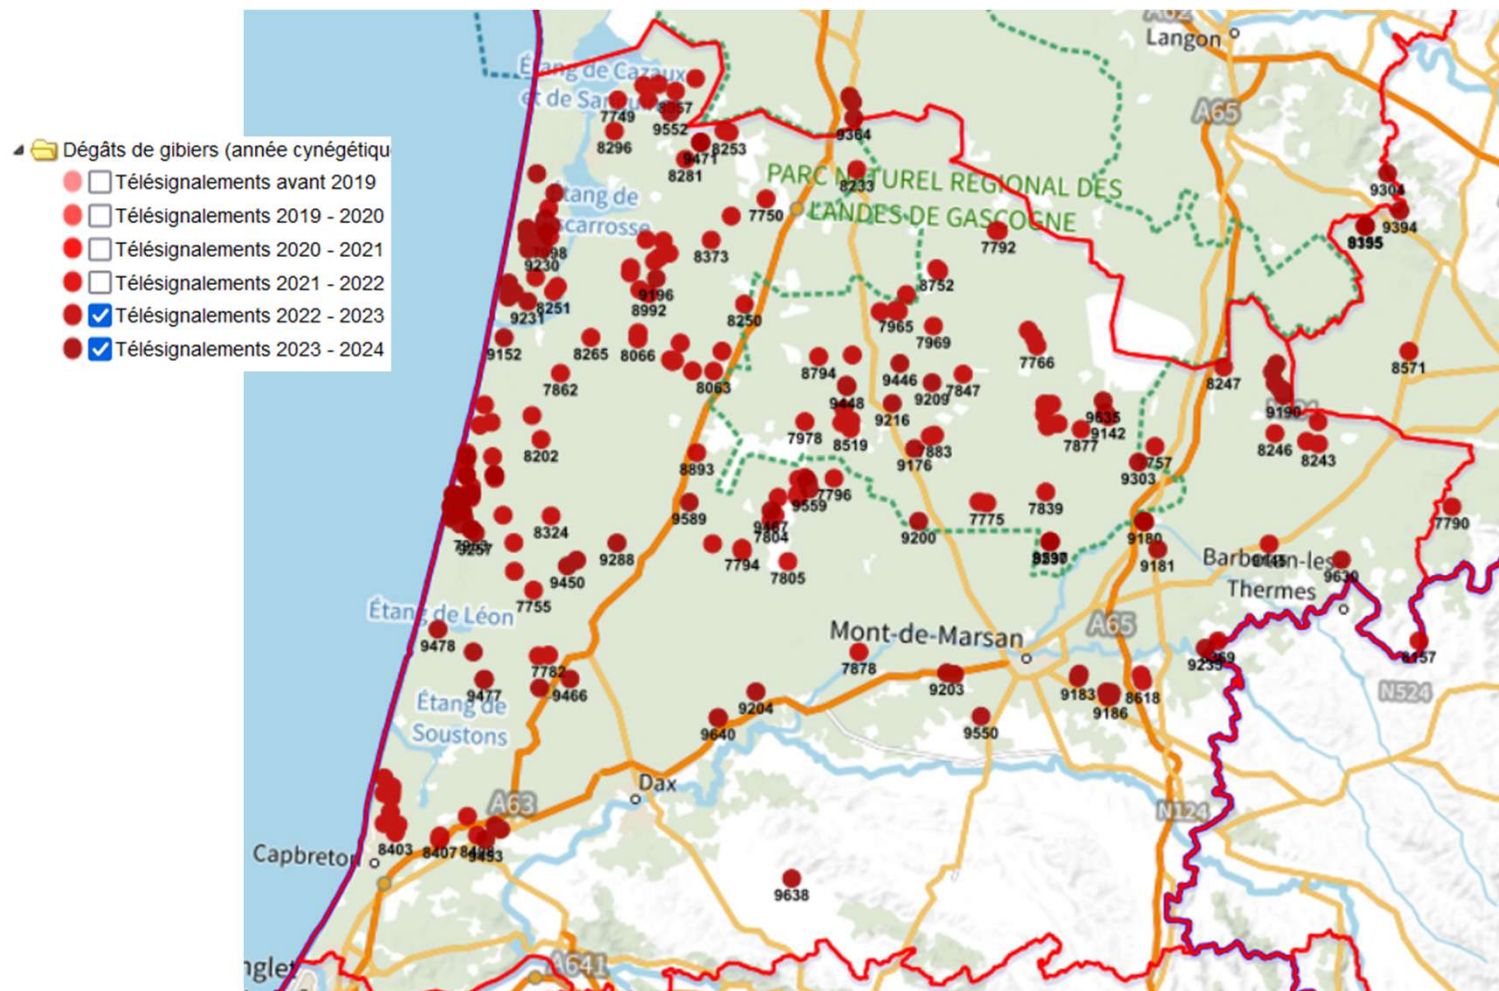 Dégâts de gibiers (année cynégétiqu
Télésignalements avant 2019
Télésignalements 2019 - 2020
Télésignalements 2020 - 2021
Télésignalements 2021 - 2022
Télésignalements 2022 - 2023
Télésignalements 2023 - 2024
A62
Langon
Étang de Cazaux
et de
7749
9552
A65
9364
8296
9471
8253
8281
PARC NATUREL REGIONAL DES
8233
LANDES DE GASCOGNE
9304
9394
Étang de
7750
7792
9230
8373
8752
9196
8251
8992
9231
8250
7965
9152
8265
8066
7969
7766
8571
7862
8063
8794
9446
7847
8247
9209
9448
9216
9190
9635
9142
7978
8519
7877
8246
8243
8202
7883
9176
8893
9303
7796
9559
7839
7790
9589
9467
7804
7775
8324
9200
9180
9257
9288
7794
7805
9181
Barbotan-les-
Thermes
9630
9450
7755
Étang de Léon
9478
Mont-de-Marsan
A65
7878
7782
9477
9466
9203
9183
8618
9186
9235
8157
N524
Étang de
Soustons
9204
9640
9550
Dax
A63
N124
Capbreton
8403
8407
9453
9638
nglet
A641